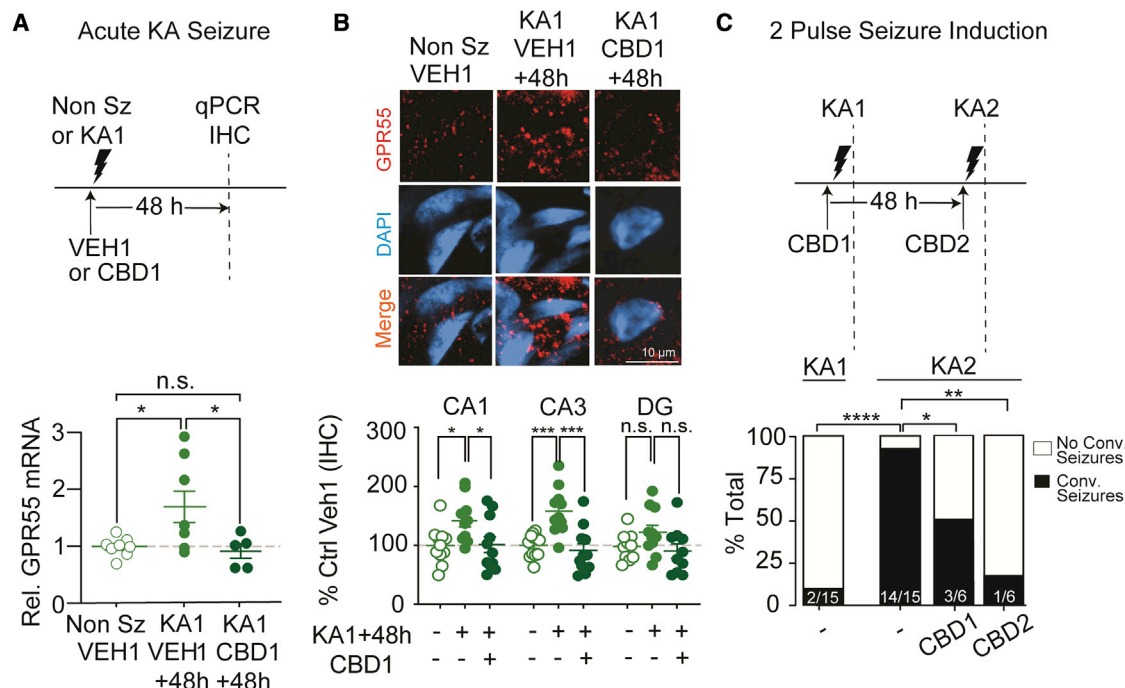 A
Acute KA Seizure
Non Sz
or KA1
qPCR
IHC
48 h
VEH1
or CBD1
n.s.
* *
Rel. GPR55 mRNA
3
2
1
0
Non Sz
VEH1
KA1
VEH1
+48h
KA1
CBD1
+48h
B
Non Sz
VEH1
KA1
VEH1
+48h
KA1
CBD1
+48h
GPR55
DAPI
Merge
10 µm
CA1 CA3 DG
* * *** *** n.s. n.s.
% Ctrl Veh1 (IHC)
300
200
100
0
KA1+48h - + + - + + - + +
CBD1 - - + - - + - - +
C
2 Pulse Seizure Induction
KA1 KA2
48 h
CBD1 CBD2
KA1 KA2
**
**** *
% Total
100
75
50
25
0
2/15 14/15 3/6 1/6
- - CBD1 CBD2
No Conv.
Seizures
Conv.
Seizures